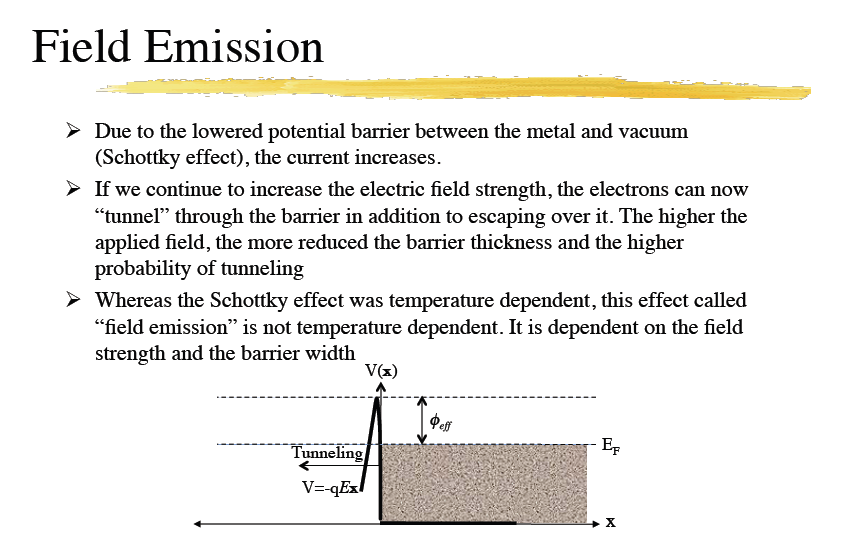 Field Emission
➢ Due to the lowered potential barrier between the metal and vacuum
(Schottky effect), the current increases.
➢ If we continue to increase the electric field strength, the electrons can now
“tunnel” through the barrier in addition to escaping over it. The higher the
applied field, the more reduced the barrier thickness and the higher
probability of tunneling
➢ Whereas the Schottky effect was temperature dependent, this effect called
“field emission” is not temperature dependent. It is dependent on the field
strength and the barrier width
V(x)
ϕeff
EF
Tunneling
V=-qEx
x